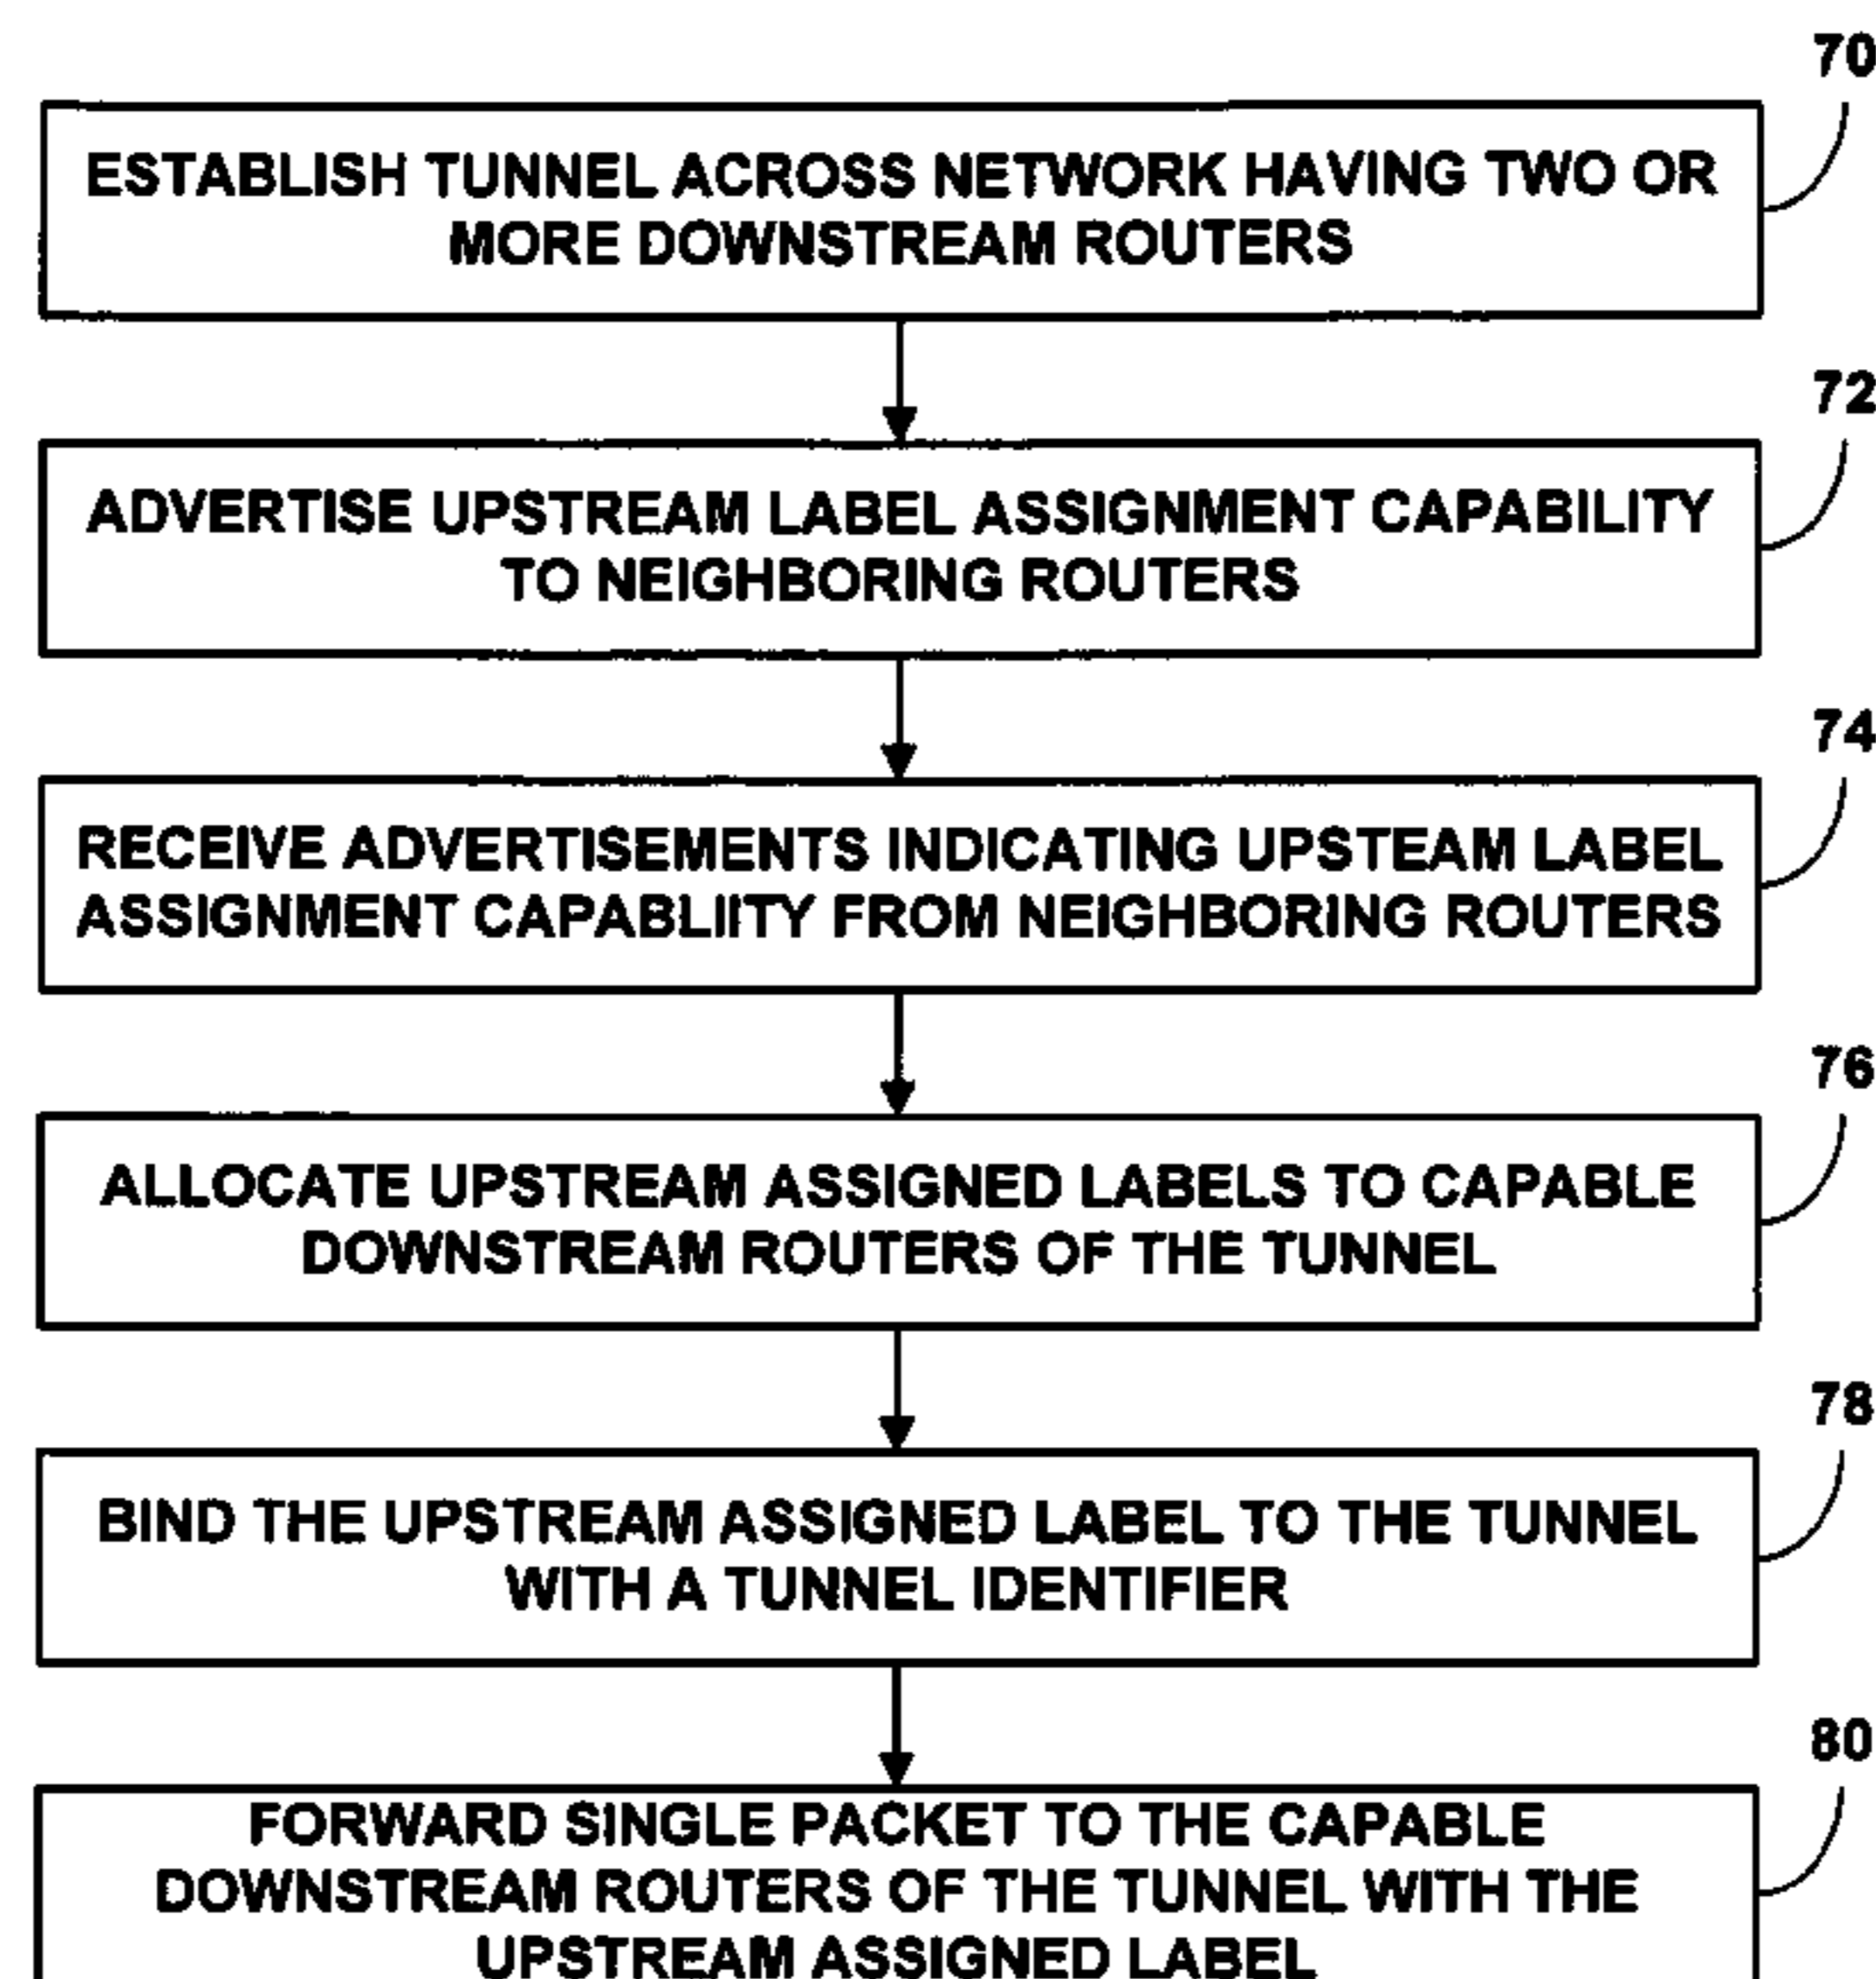 70
ESTABLISH TUNNEL ACROSS NETWORK HAVING TWO OR
MORE DOWNSTREAM ROUTERS
72
ADVERTISE UPSTREAM LABEL ASSIGNMENT CAPABILITY
TO NEIGHBORING ROUTERS
74
RECEIVE ADVERTISEMENTS INDICATING UPSTEAM LABEL
ASSIGNMENT CAPABLIITY FROM NEIGHBORING ROUTERS
76
ALLOCATE UPSTREAM ASSIGNED LABELS TO CAPABLE
DOWNSTREAM ROUTERS OF THE TUNNEL
78
BIND THE UPSTREAM ASSIGNED LABEL TO THE TUNNEL
WITH A TUNNEL IDENTIFIER
80
FORWARD SINGLE PACKET TO THE CAPABLE
DOWNSTREAM ROUTERS OF THE TUNNEL WITH THE
UPSTREAM ASSIGNED LABEL